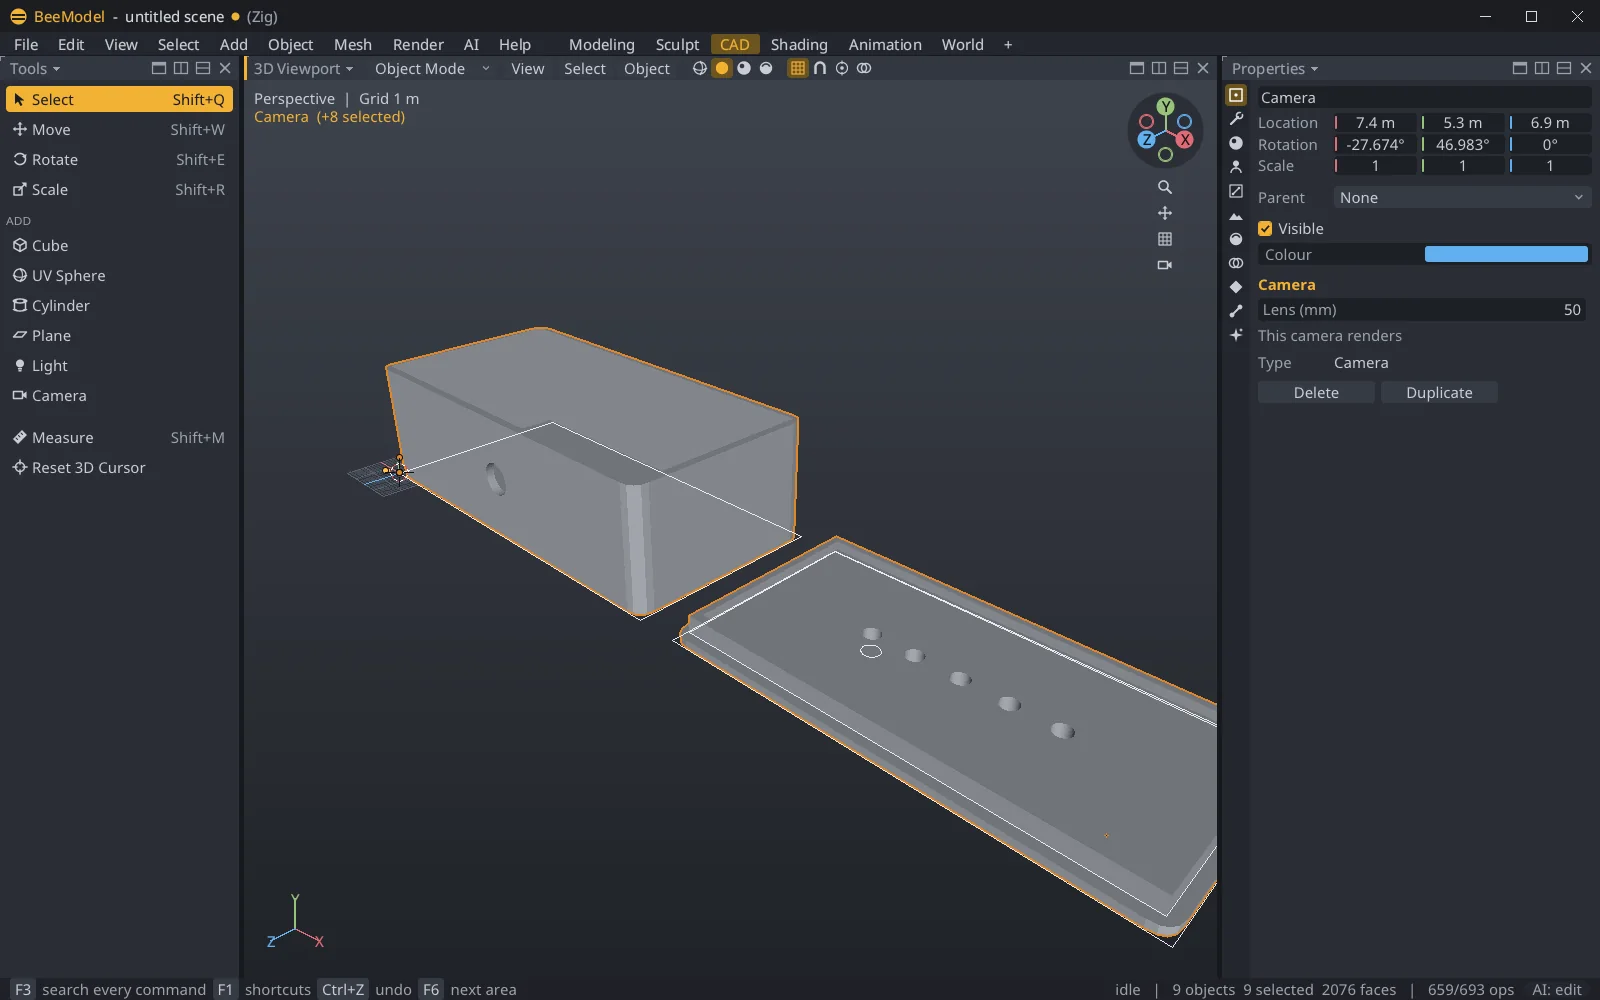 BeeModel - untitled scene (Zig)
File Edit View Select Add Object Mesh Render AI Help Modeling Sculpt CAD Shading Animation World +
Tools
3D Viewport Object Mode View Select Object
Properties
Select Shift+Q
Move Shift+W
Rotate Shift+E
Scale Shift+R
ADD
Cube
UV Sphere
Cylinder
Plane
Light
Camera
Measure Shift+M
Reset 3D Cursor
Perspective | Grid 1 m
Camera (+8 selected)
Y
Z
X
Y
Z
X
Camera
Location 7.4 m 5.3 m 6.9 m
Rotation -27.674° 46.983° 0°
Scale 1 1 1
Parent None
Visible
Colour
Camera
Lens (mm) 50
This camera renders
Type Camera
Delete Duplicate
F3 search every command F1 shortcuts Ctrl+Z undo F6 next area
idle | 9 objects 9 selected 2076 faces | 659/693 ops AI: edit